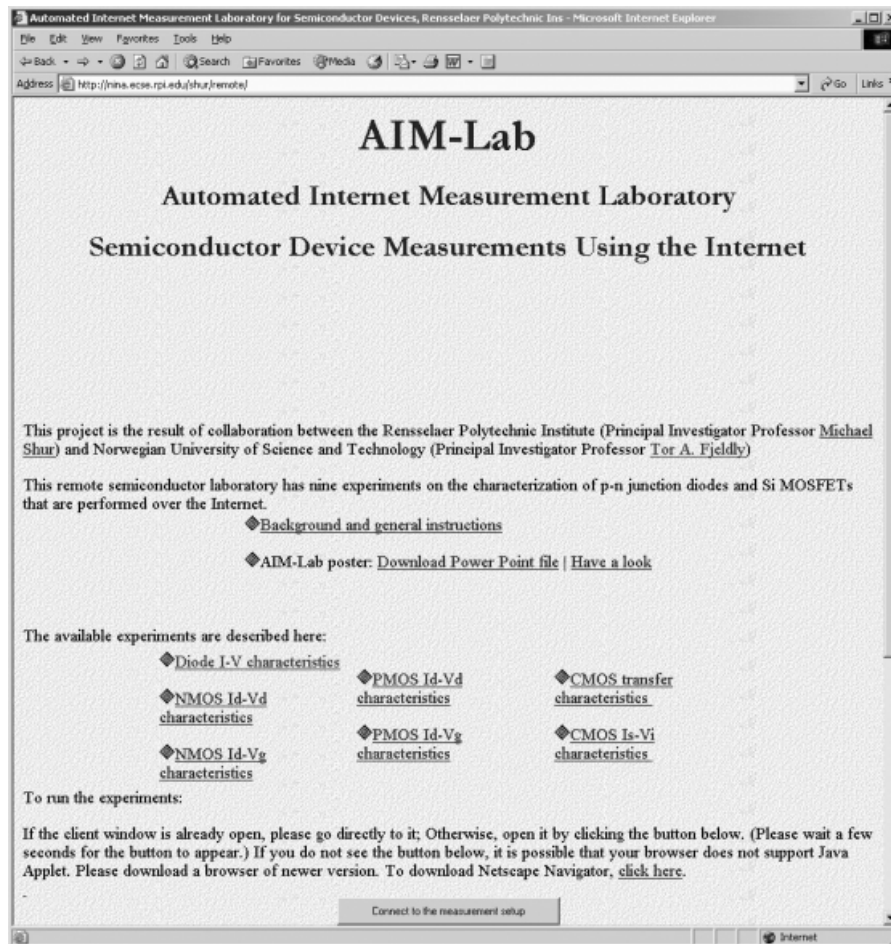 Automated Internet Measurement Laboratory for Semiconductor Devices, Rensselaer Polytechnic Ins - Microsoft Internet Explorer
File Edit View Favorites Tools Help
Back Search Favorites Media
Address http://nina.ecse.rpi.edu/shur/remote/ Go Links
AIM-Lab
Automated Internet Measurement Laboratory
Semiconductor Device Measurements Using the Internet
This project is the result of collaboration between the Rensselaer Polytechnic Institute (Principal Investigator Professor Michael
Shur) and Norwegian University of Science and Technology (Principal Investigator Professor Tor A. Fjeldly)
This remote semiconductor laboratory has nine experiments on the characterization of p-n junction diodes and Si MOSFETs
that are performed over the Internet.
Background and general instructions
AIM-Lab poster: Download Power Point file | Have a look
The available experiments are described here:
Diode I-V characteristics
NMOS Id-Vd
characteristics
NMOS Id-Vg
characteristics
PMOS Id-Vd
characteristics
PMOS Id-Vg
characteristics
CMOS transfer
characteristics
CMOS Is-Vi
characteristics
To run the experiments:
If the client window is already open, please go directly to it; Otherwise, open it by clicking the button below. (Please wait a few
seconds for the button to appear.) If you do not see the button below, it is possible that your browser does not support Java
Applet. Please download a browser of newer version. To download Netscape Navigator, click here.
Connect to the measurement setup
Internet